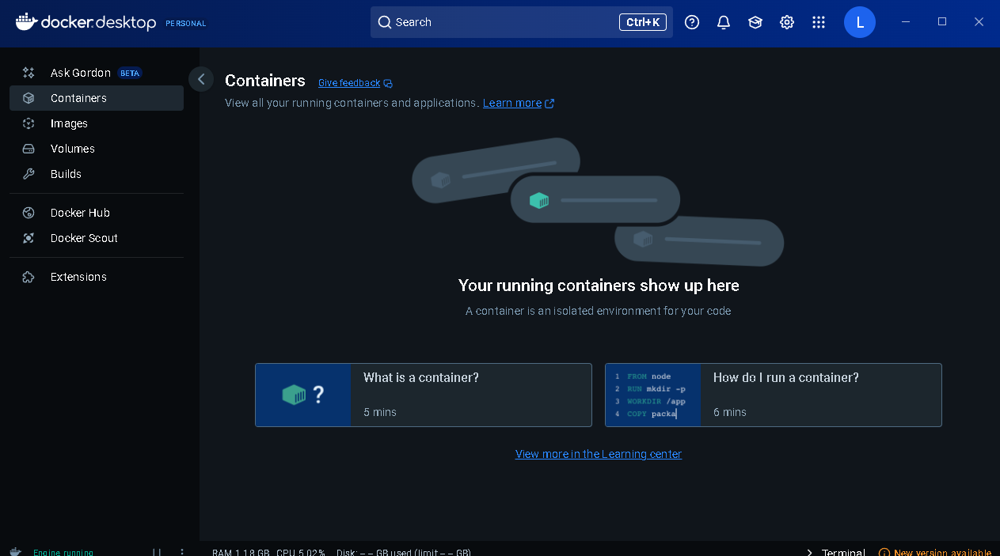 docker.desktop PERSONAL
Search
Ctrl+K
L
Ask Gordon BETA
Containers
Images
Volumes
Builds
Docker Hub
Docker Scout
Extensions
Containers Give feedback
View all your running containers and applications. Learn more
Your running containers show up here
A container is an isolated environment for your code
?
What is a container?
5 mins
1 FROM node
2 RUN mkdir -p
3 WORKDIR /app
4 COPY packa
How do I run a container?
6 mins
View more in the Learning center
Engine running
RAM 1.18 GB CPU 5.02% Disk: -.-- GB used (limit -.-- GB)
Terminal
New version available